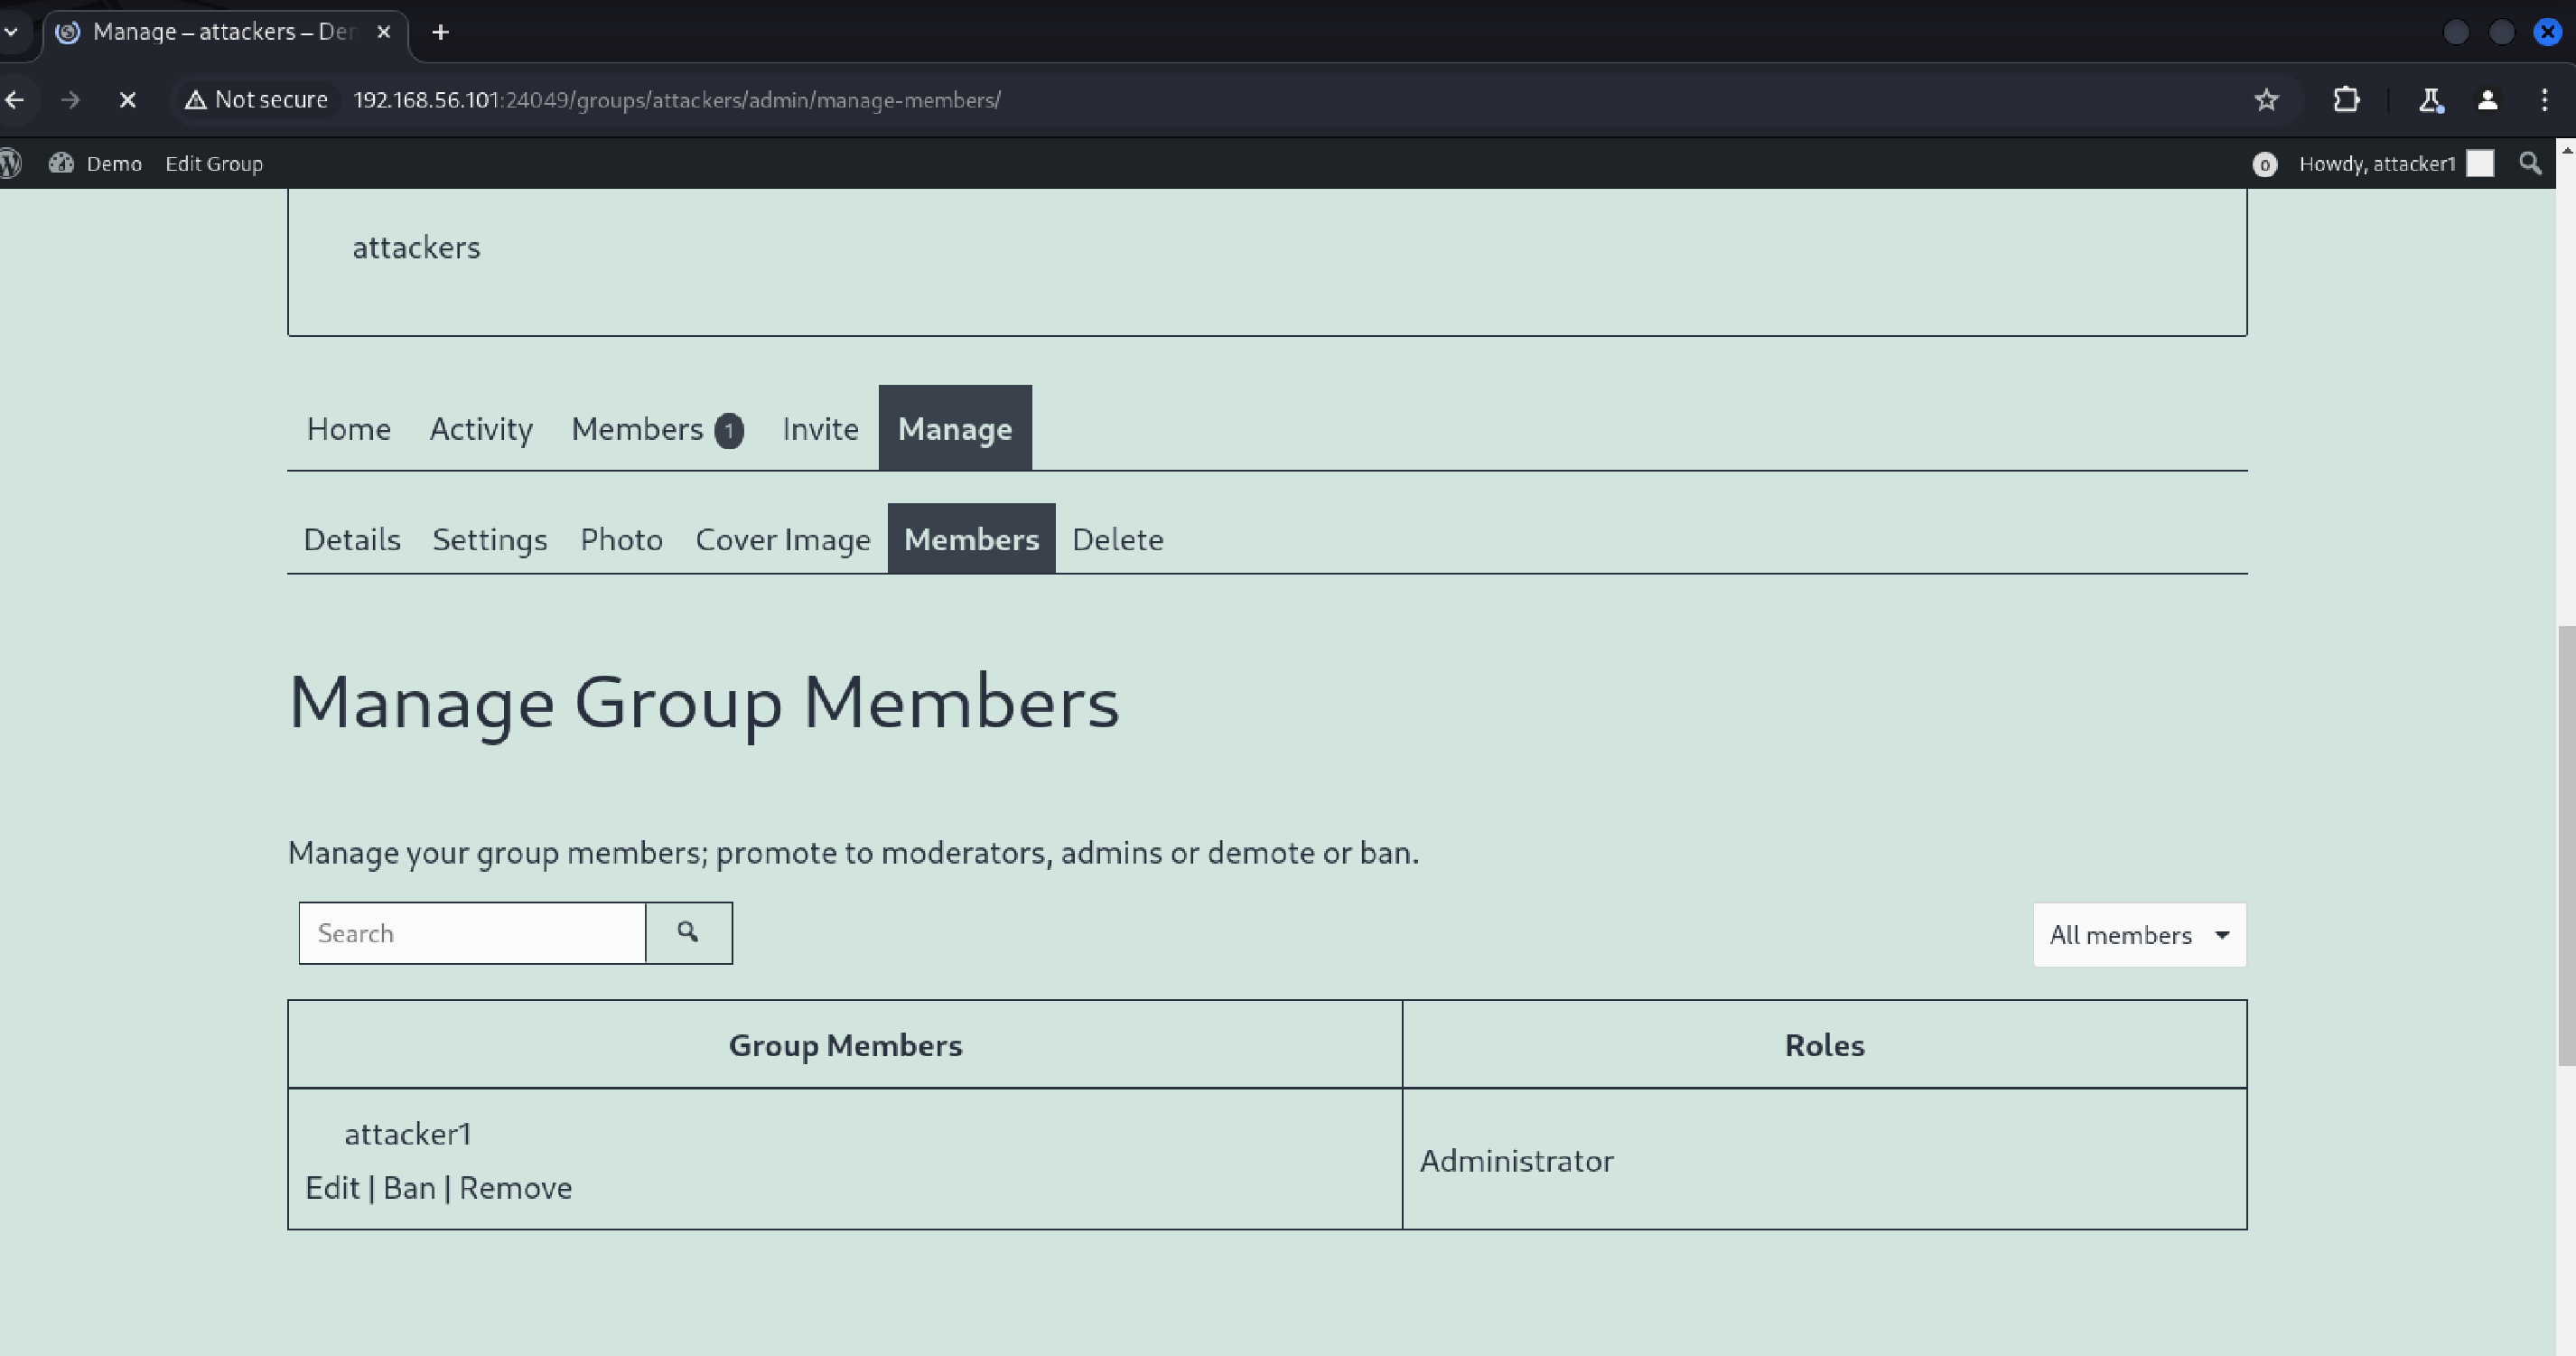 Manage – attackers – Der
Not secure 192.168.56.101:24049/groups/attackers/admin/manage-members/
Demo Edit Group 0 Howdy, attacker1
attackers
Home Activity Members 1 Invite Manage
Details Settings Photo Cover Image Members Delete
Manage Group Members
Manage your group members; promote to moderators, admins or demote or ban.
Search All members
Group Members Roles
attacker1
Administrator
Edit | Ban | Remove